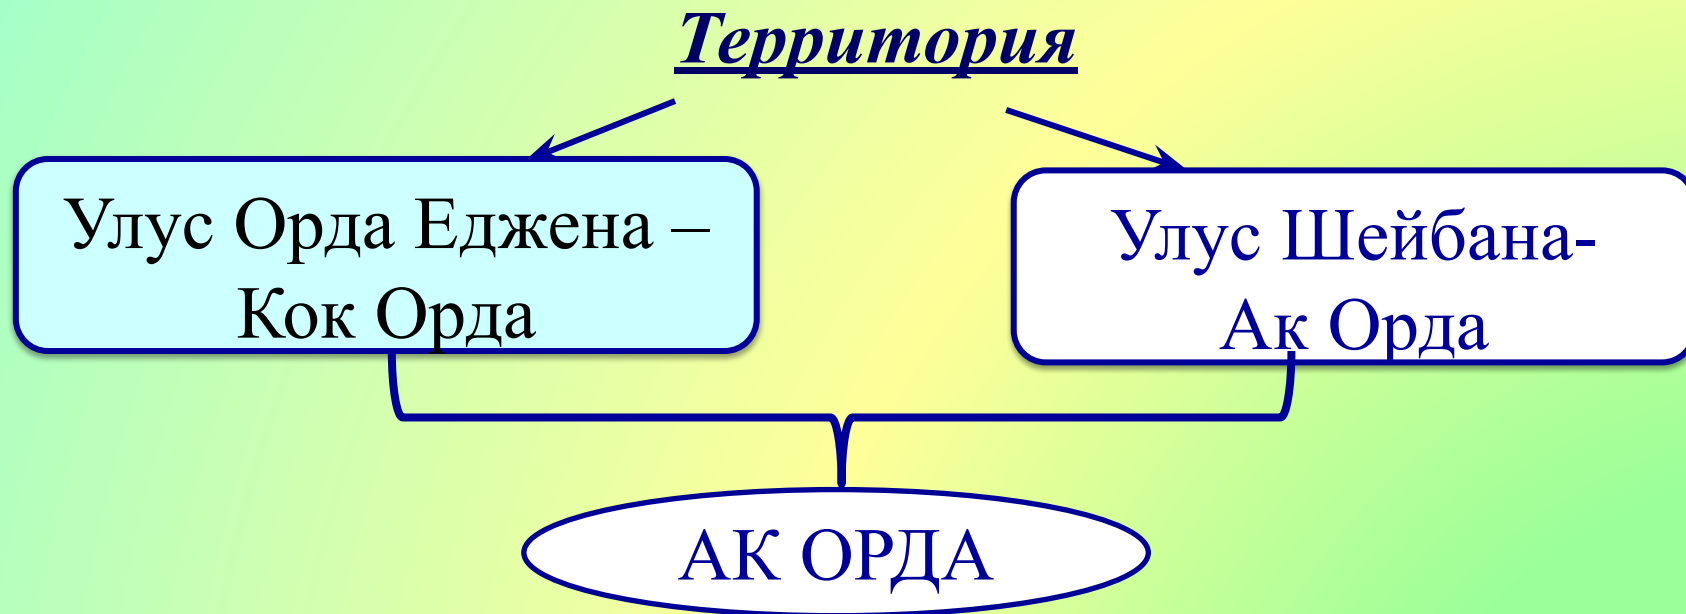 Территория
Улус Орда Еджена –
Кок Орда
Улус Шейбана-
Ак Орда
АК ОРДА